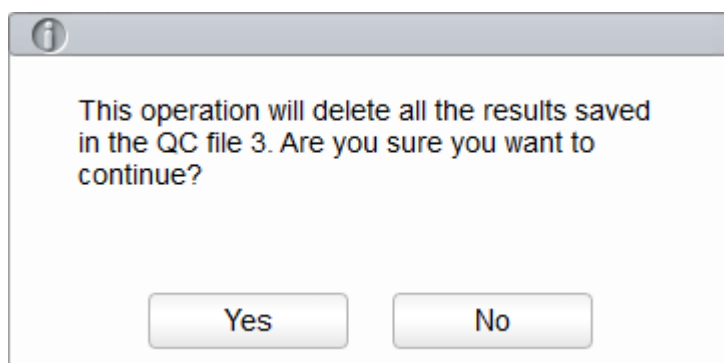 This operation will delete all the results saved
in the QC file 3. Are you sure you want to
continue?
Yes
No